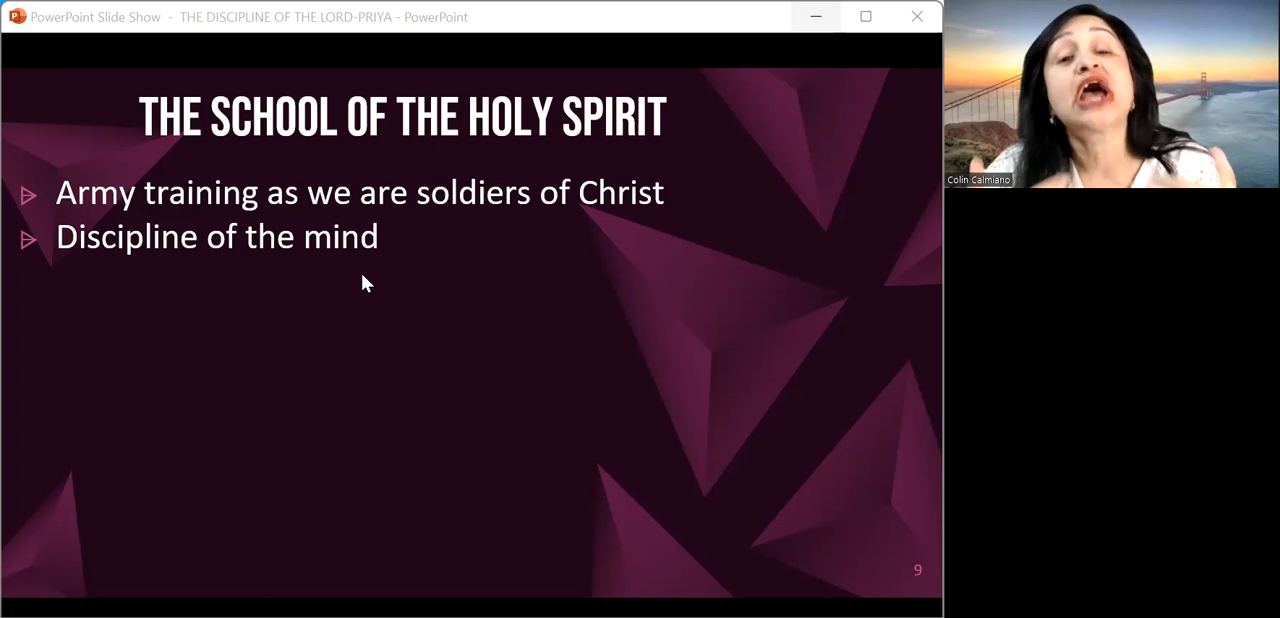 PowerPoint Slide Show - THE DISCIPLINE OF THE LORD-PRIYA - PowerPoint
THE SCHOOL OF THE HOLY SPIRIT
Army training as we are soldiers of Christ
Discipline of the mind
9
Colin Calmiano